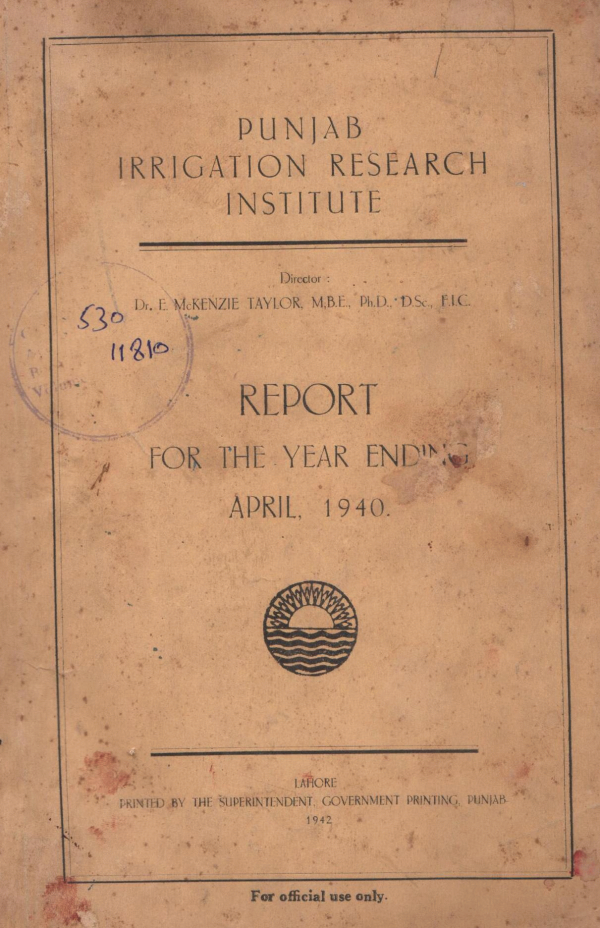 PUNJAB
IRRIGATION RESEARCH
INSTITUTE
Director :
Dr. E. McKENZIE TAYLOR, M.B.E., Ph.D., D.Sc., F.I.C.
530
11810
REPORT
FOR THE YEAR ENDING
APRIL, 1940.
LAHORE
PRINTED BY THE SUPERINTENDENT, GOVERNMENT PRINTING, PUNJAB
1942
For official use only.